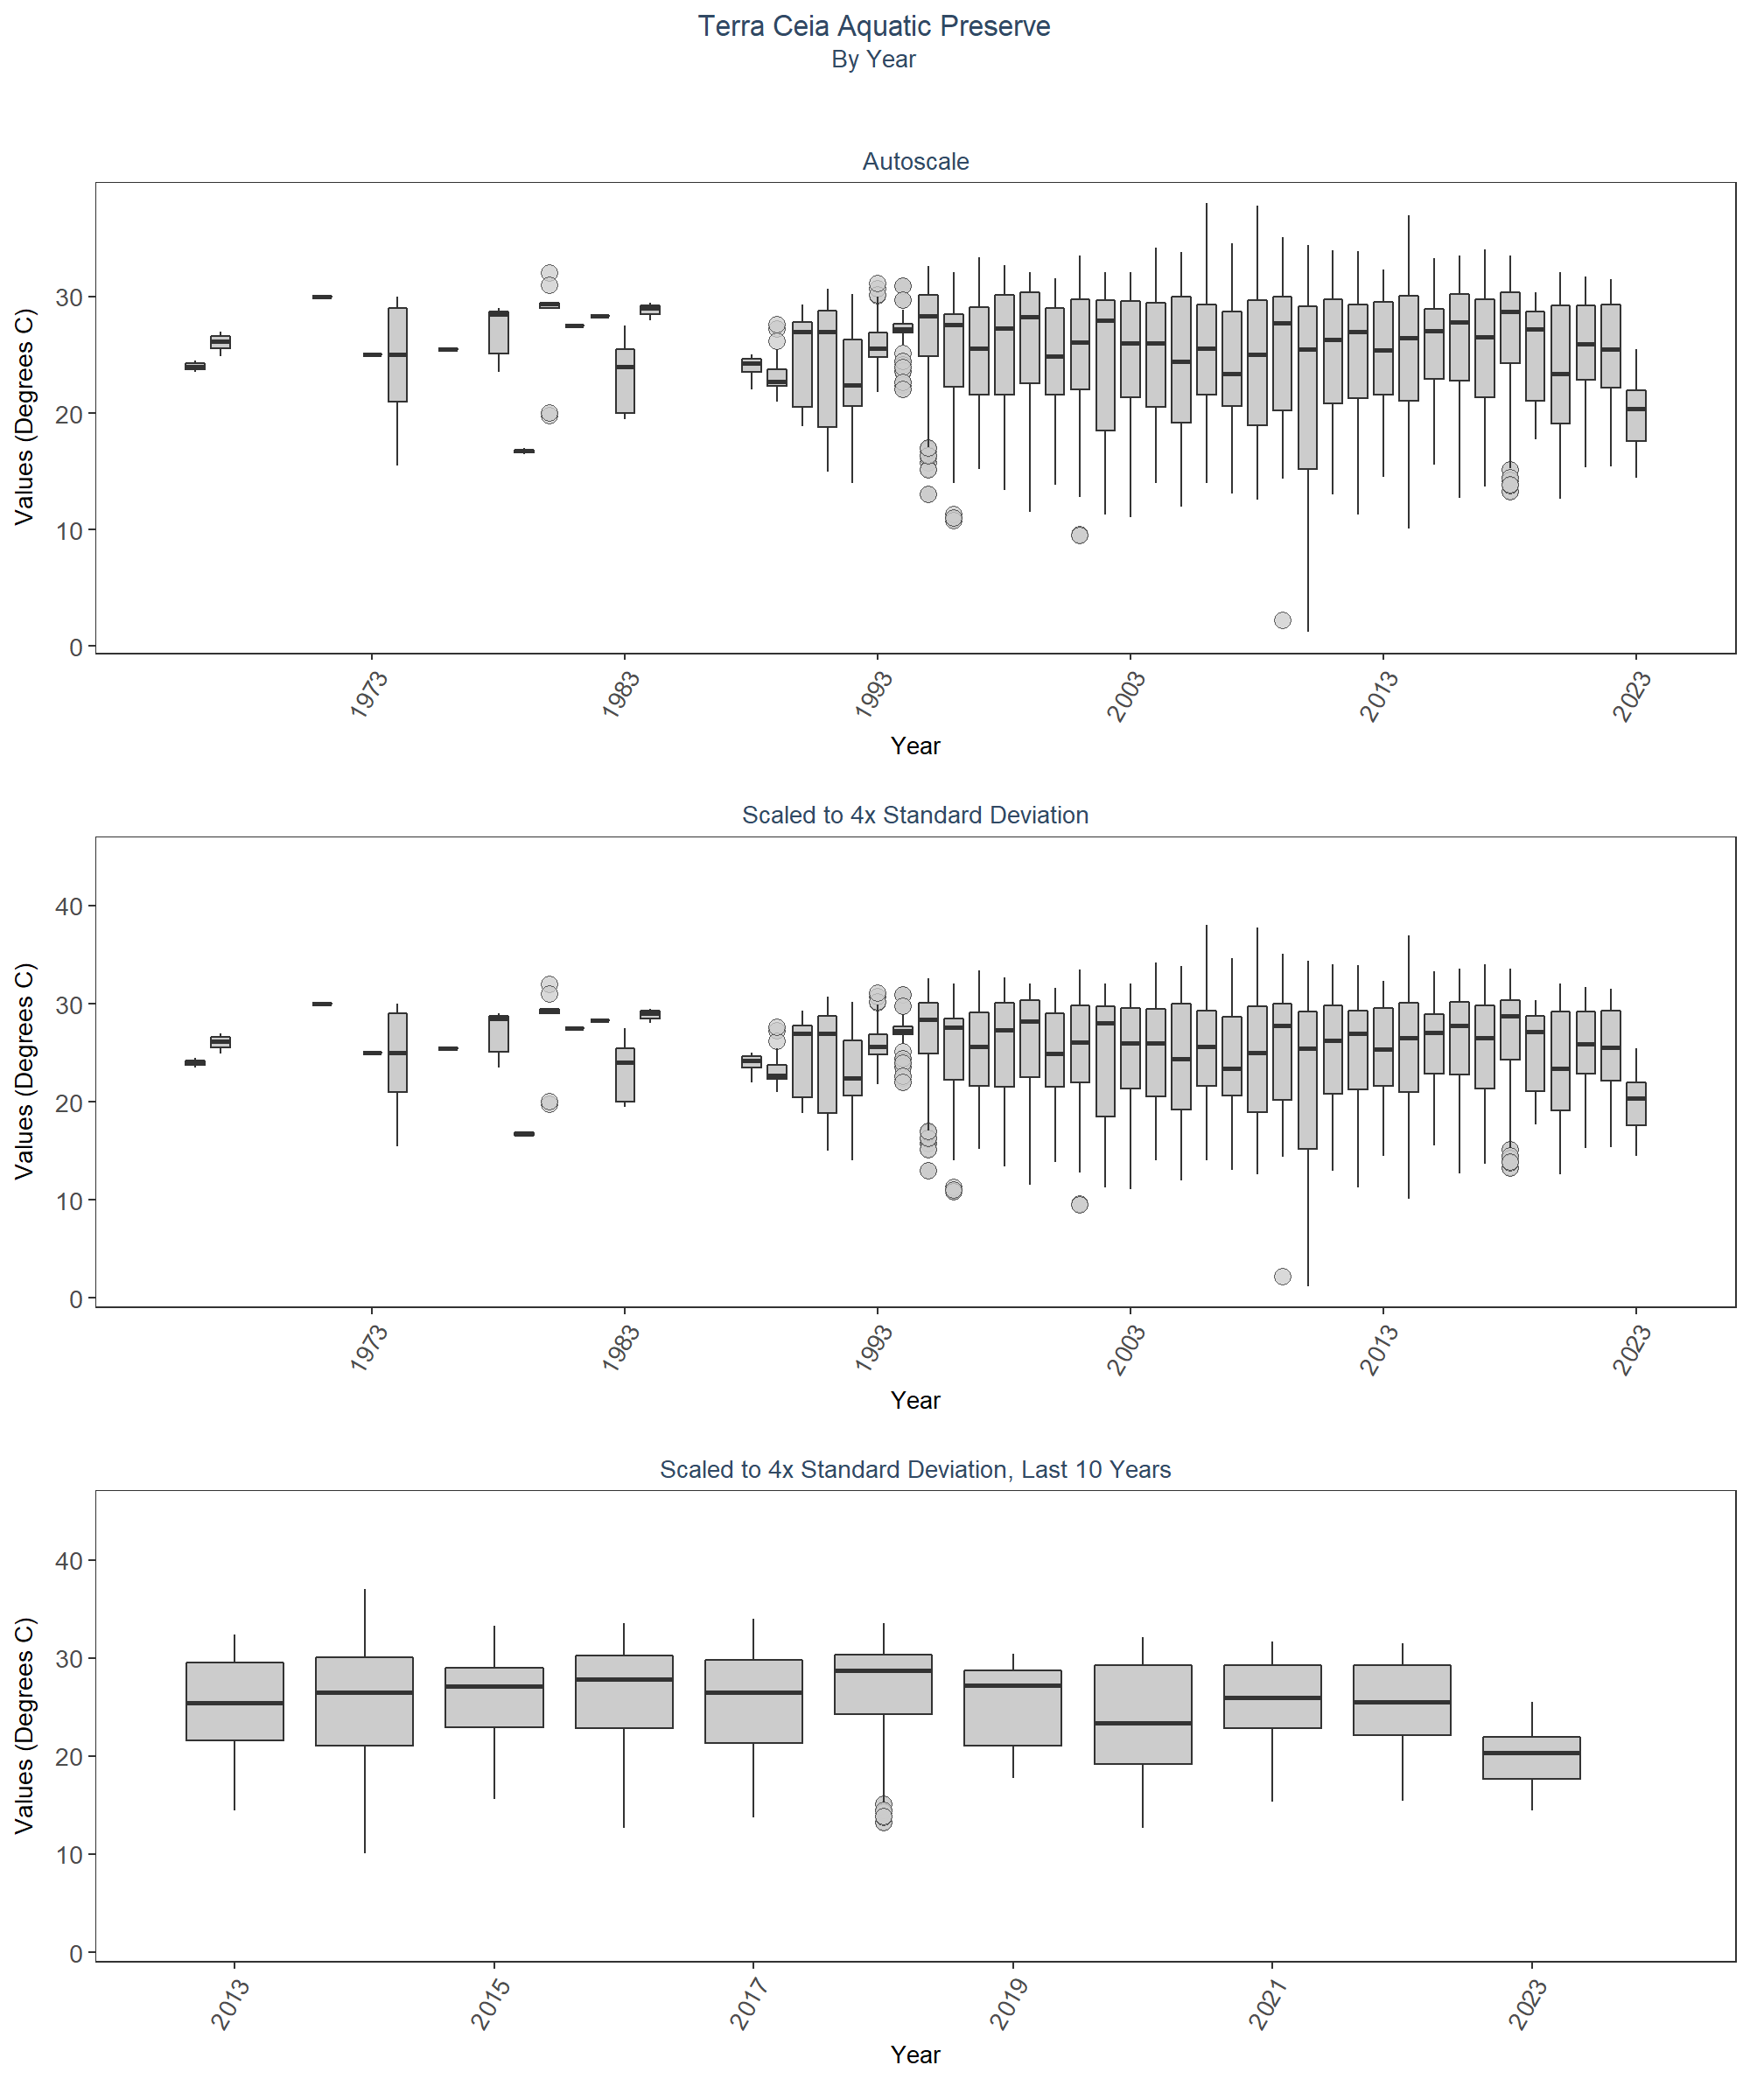 Terra Ceia Aquatic Preserve
By Year
Autoscale
Values (Degrees C)
30
20
10
0
1973 1983 1993 2003 2013 2023
Year
Scaled to 4x Standard Deviation
Values (Degrees C)
40
30
20
10
0
1973 1983 1993 2003 2013 2023
Year
Scaled to 4x Standard Deviation, Last 10 Years
Values (Degrees C)
40
30
20
10
0
2013 2015 2017 2019 2021 2023
Year